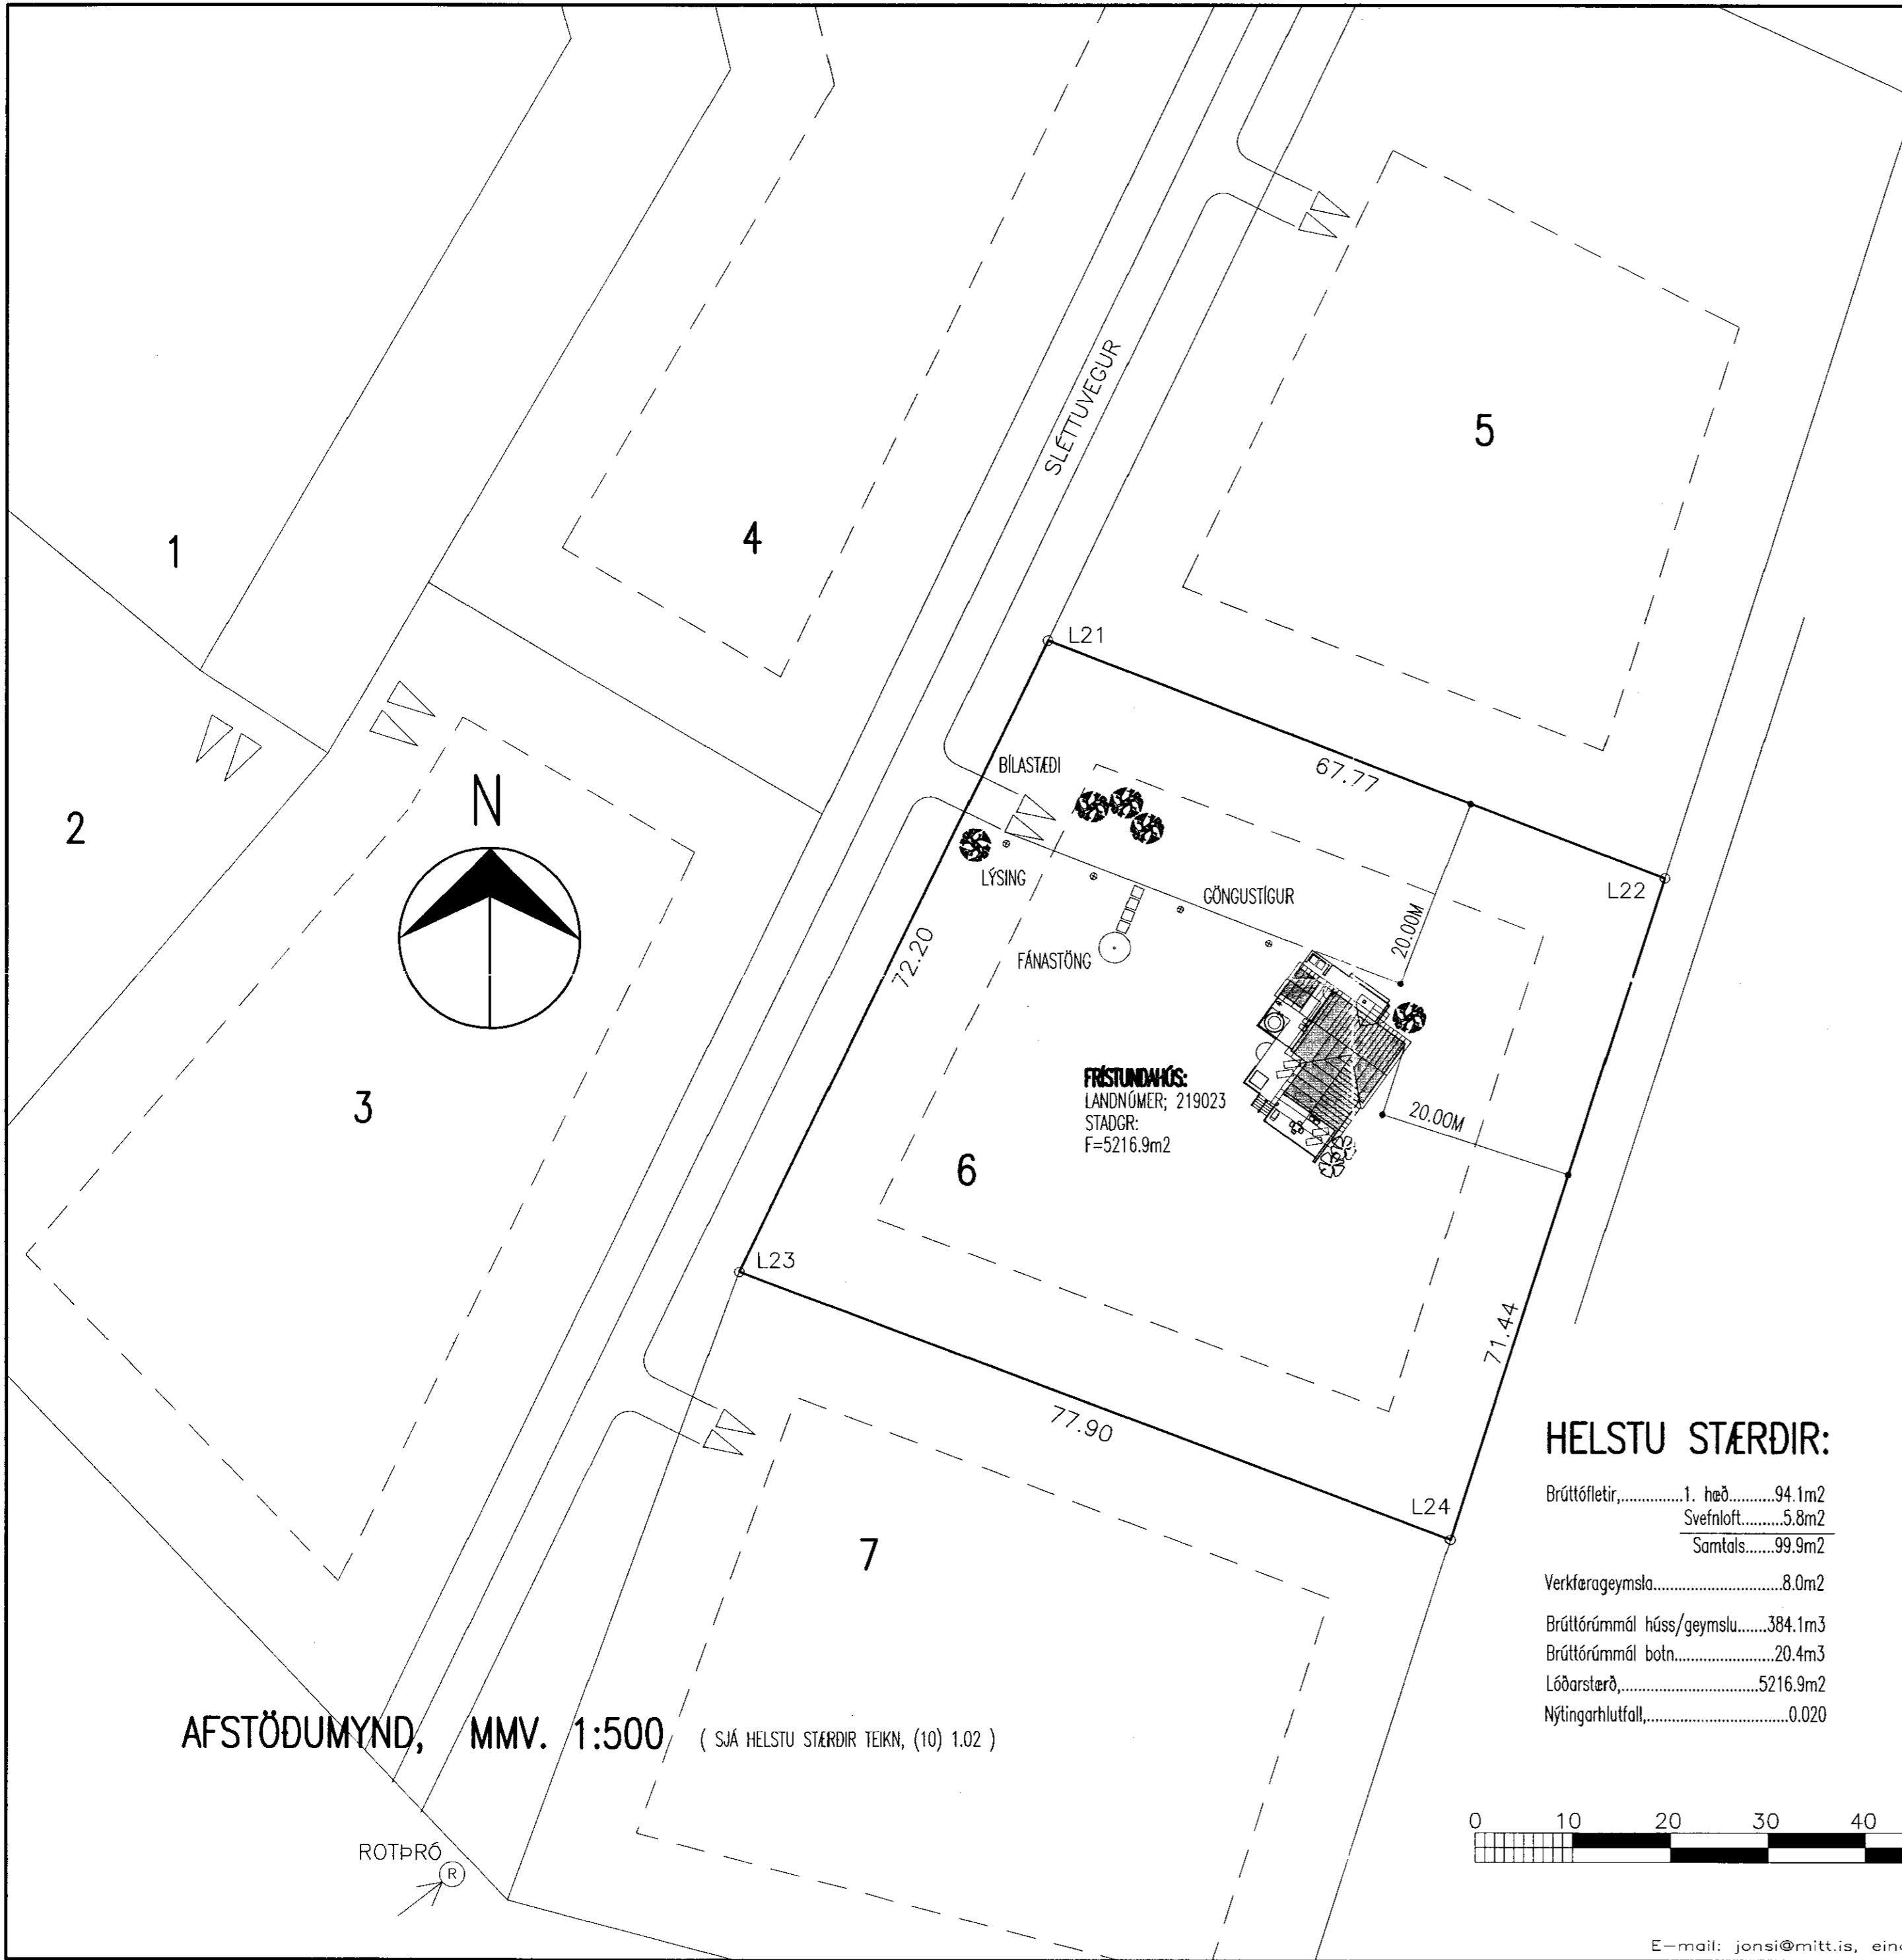 SLÉTTUVEGUR
5
1
4
L21
BÍLASTÆÐI
67.77
2
N
LÝSING
L22
GÖNGUSTÍGUR
20.00M
72.20
FÁNASTÖNG
FRÍSTUNDAHÚS:
LANDNÚMER; 219023
STADGR:
F=5216.9m2
3
20.00M
6
L23
71.44
77.90
L24
7
HELSTU STÆRÐIR:
Brúttófletir,...............1. hæð...........94.1m2
Svefnloft..........5.8m2
Samtals.......99.9m2
Verkfærageymsla...............................8.0m2
Brúttórúmmál húss/geymslu.......384.1m3
Brúttórúmmál botn........................20.4m3
Lóðarstærð,.................................5216.9m2
Nýtingarhlutfall,..................................0.020
AFSTÖÐUMYND, MMV. 1:500 ( SJÁ HELSTU STÆRÐIR TEIKN, (10) 1.02 )
0 10 20 30 40
ROTÞRÓ
R
E-mail: jonsi@mitt.is,